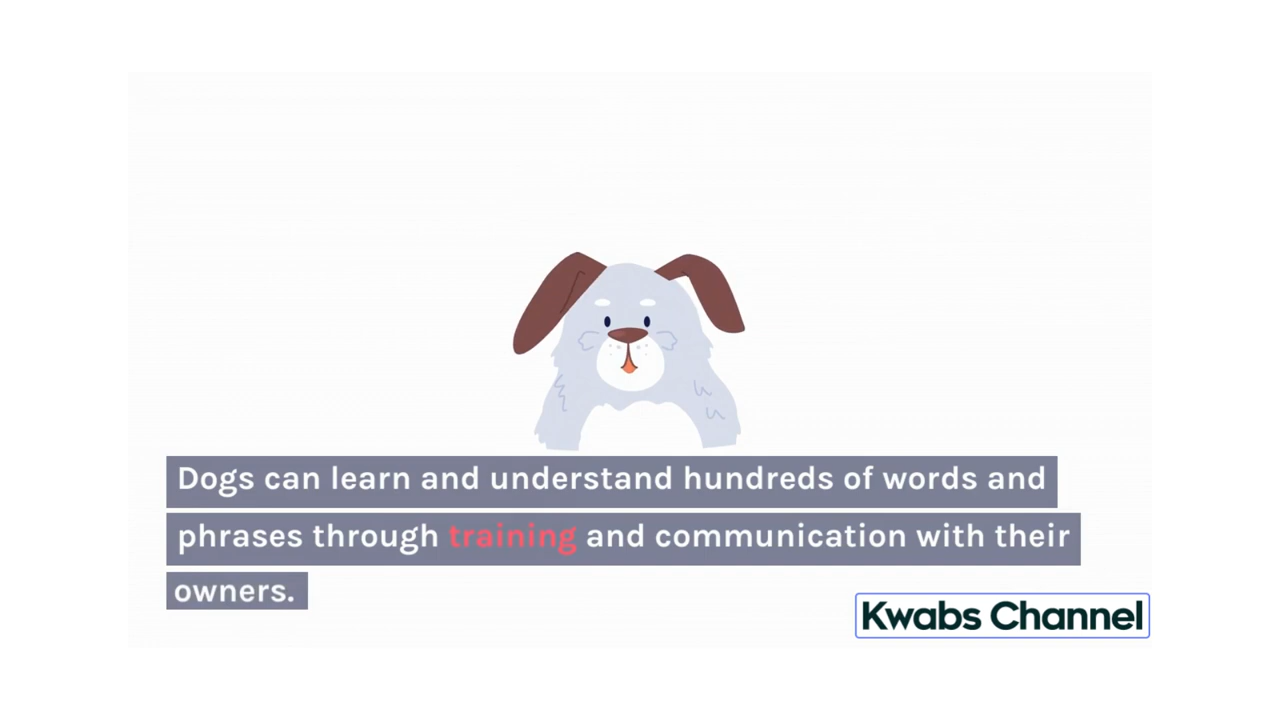 Dogs can learn and understand hundreds of words and
phrases through training and communication with their
owners.
Kwabs Channel